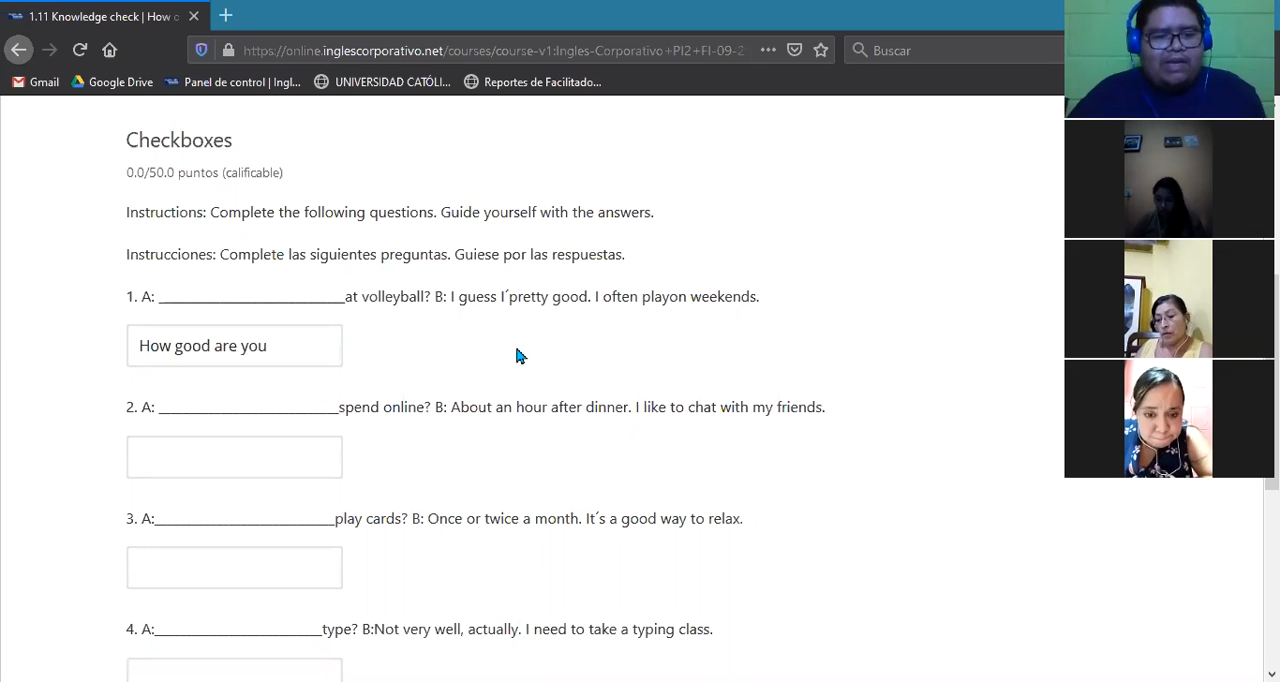 1.11 Knowledge check | How c
https://online.inglescorporativo.net/courses/course-v1:Ingles-Corporativo+PI2+FI-09-2
Buscar
Gmail Google Drive Panel de control | Ingl... UNIVERSIDAD CATÓLI... Reportes de Facilitado...
Checkboxes
0.0/50.0 puntos (calificable)
Instructions: Complete the following questions. Guide yourself with the answers.
Instrucciones: Complete las siguientes preguntas. Guiese por las respuestas.
1. A: __________________________at volleyball? B: I guess I´pretty good. I often playon weekends.
How good are you
2. A: _________________________spend online? B: About an hour after dinner. I like to chat with my friends.
3. A:_________________________play cards? B: Once or twice a month. It´s a good way to relax.
4. A:_______________________type? B:Not very well, actually. I need to take a typing class.